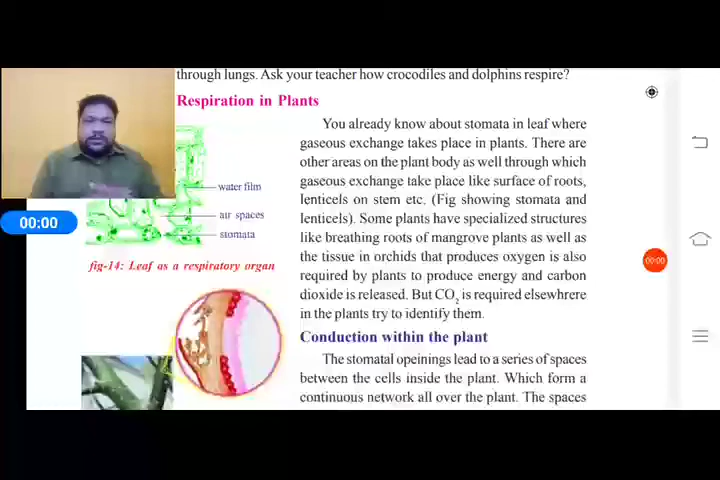 through lungs. Ask your teacher how crocodiles and dolphins respire?
Respiration in Plants
You already know about stomata in leaf where
gaseous exchange takes place in plants. There are
other areas on the plant body as well through which
gaseous exchange take place like surface of roots,
lenticels on stem etc. (Fig showing stomata and
lenticels). Some plants have specialized structures
like breathing roots of mangrove plants as well as
the tissue in orchids that produces oxygen is also
required by plants to produce energy and carbon
dioxide is released. But CO₂ is required elsewhrere
in the plants try to identify them.
water film
air spaces
stomata
fig-14: Leaf as a respiratory organ
Conduction within the plant
The stomatal opeinings lead to a series of spaces
between the cells inside the plant. Which form a
continuous network all over the plant. The spaces
00:00
00:00